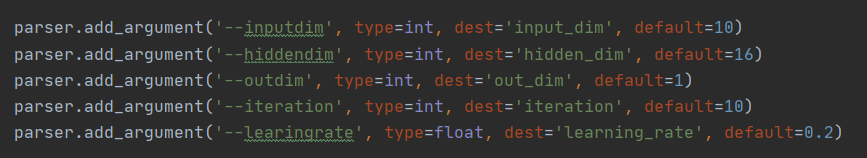 parser.add_argument('--inputdim', type=int, dest='input_dim', default=10)
parser.add_argument('--hiddendim', type=int, dest='hidden_dim', default=16)
parser.add_argument('--outdim', type=int, dest='out_dim', default=1)
parser.add_argument('--iteration', type=int, dest='iteration', default=10)
parser.add_argument('--learingrate', type=float, dest='learning_rate', default=0.2)